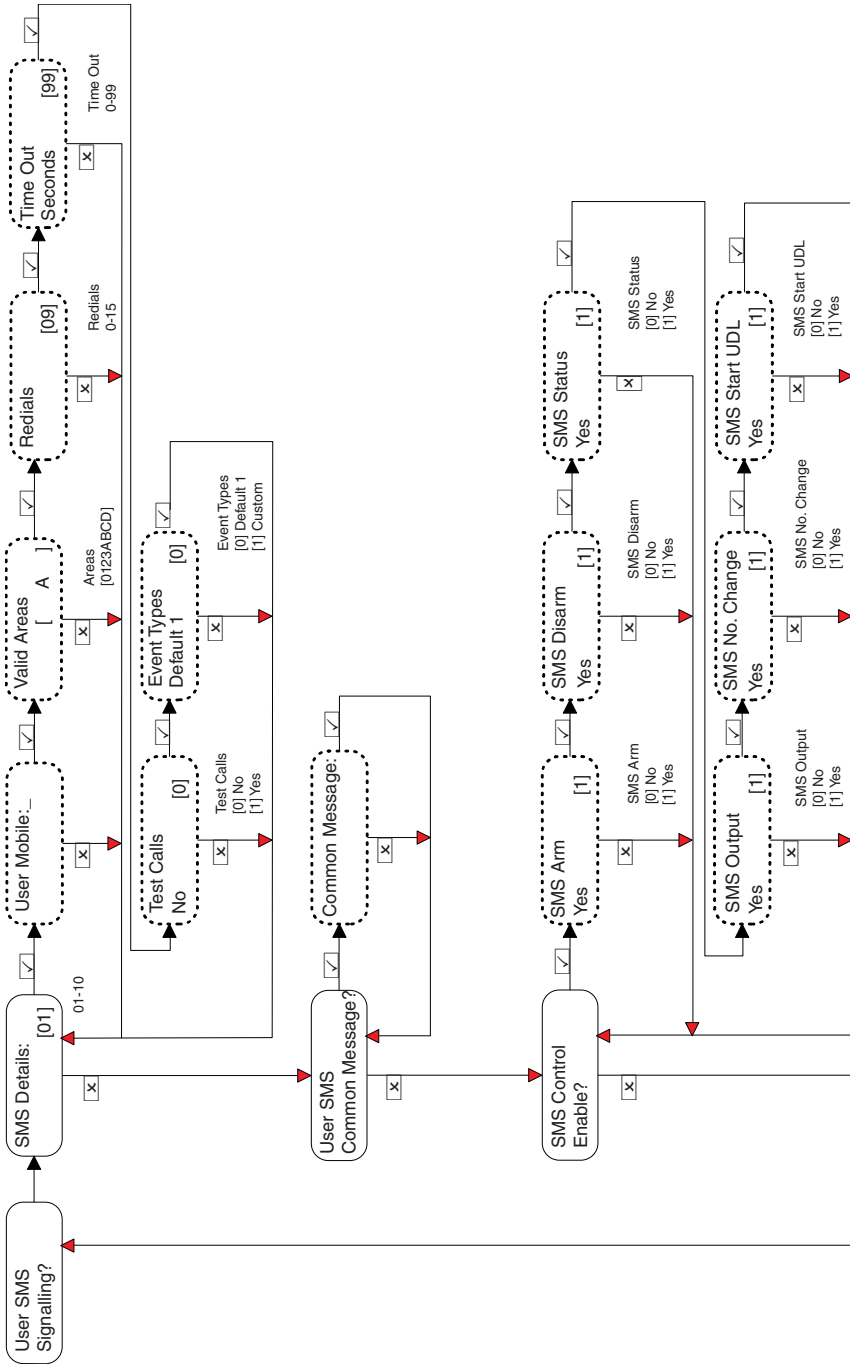 User SMS
Signalling?
SMS Details:
[01]
01-10
User Mobile:_
Valid Areas
[ A ]
Areas
[0123ABCD]
Redials
[09]
Redials
0-15
Time Out
Seconds
[99]
Time Out
0-99
Test Calls
No
[0]
Test Calls
[0] No
[1] Yes
Event Types
Default 1
[0]
Event Types
[0] Default 1
[1] Custom
User SMS
Common Message?
Common Message:
SMS Control
Enable?
SMS Arm
Yes
[1]
SMS Arm
[0] No
[1] Yes
SMS Disarm
Yes
[1]
SMS Disarm
[0] No
[1] Yes
SMS Status
Yes
[1]
SMS Status
[0] No
[1] Yes
SMS Output
Yes
[1]
SMS Output
[0] No
[1] Yes
SMS No. Change
Yes
[1]
SMS No. Change
[0] No
[1] Yes
SMS Start UDL
Yes
[1]
SMS Start UDL
[0] No
[1] Yes